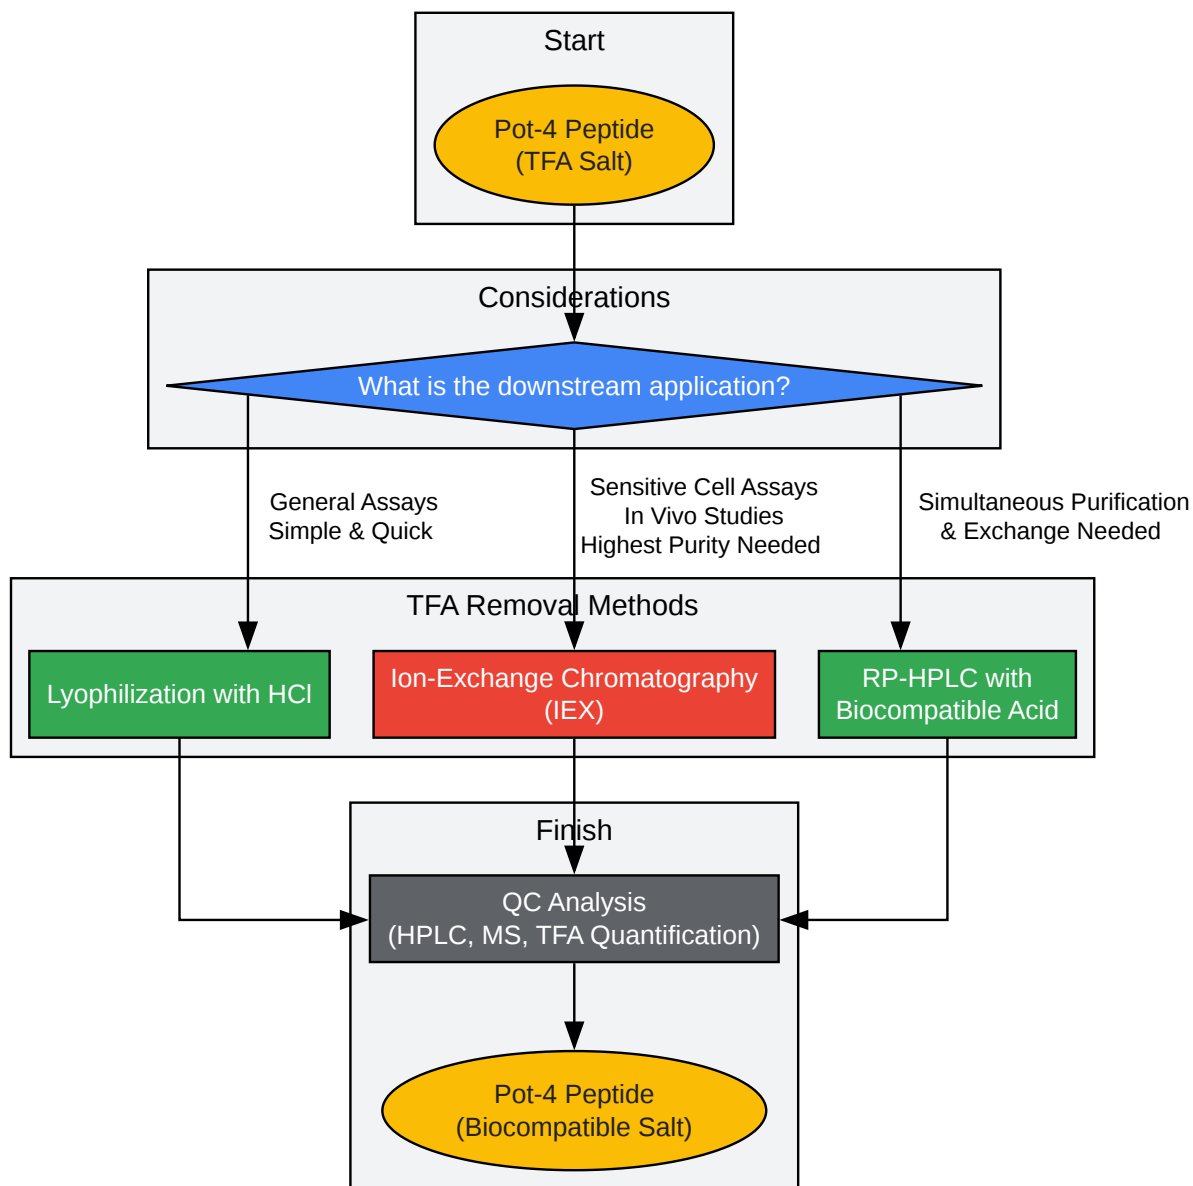 Start
Pot-4 Peptide
(TFA Salt)
Considerations
What is the downstream application?
General Assays
Simple & Quick
Sensitive Cell Assays
In Vivo Studies
Highest Purity Needed
Simultaneous Purification
& Exchange Needed
TFA Removal Methods
Lyophilization with HCl
Ion-Exchange Chromatography
(IEX)
RP-HPLC with
Biocompatible Acid
Finish
QC Analysis
(HPLC, MS, TFA Quantification)
Pot-4 Peptide
(Biocompatible Salt)